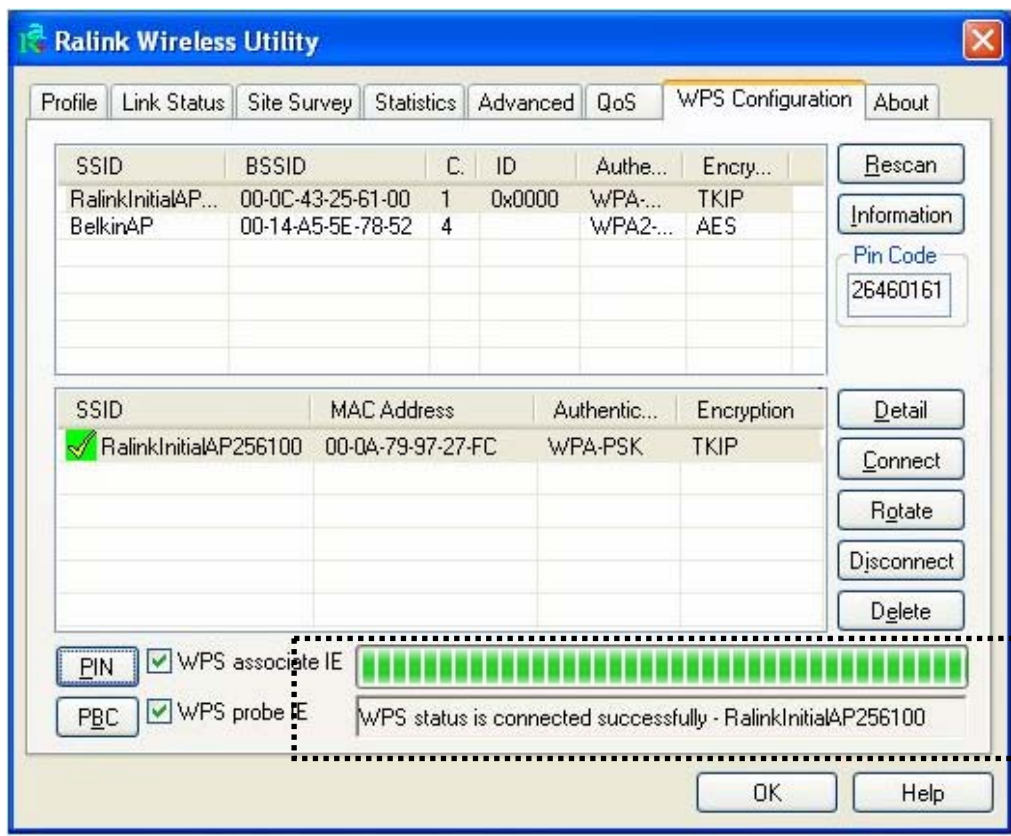 Ralink Wireless Utility
Profile Link Status Site Survey Statistics Advanced QoS WPS Configuration About
SSID BSSID C. ID Authe... Encry...
RalinkInitialAP... 00-0C-43-25-61-00 1 0x0000 WPA-... TKIP
BelkinAP 00-14-A5-5E-78-52 4 WPA2-... AES
Rescan
Information
Pin Code
26460161
SSID MAC Address Authentic... Encryption
RalinkInitialAP256100 00-0A-79-97-27-FC WPA-PSK TKIP
Detail
Connect
Rotate
Disconnect
Delete
PIN WPS associate IE
PBC WPS probe IE
WPS status is connected successfully - RalinkInitialAP256100
OK Help